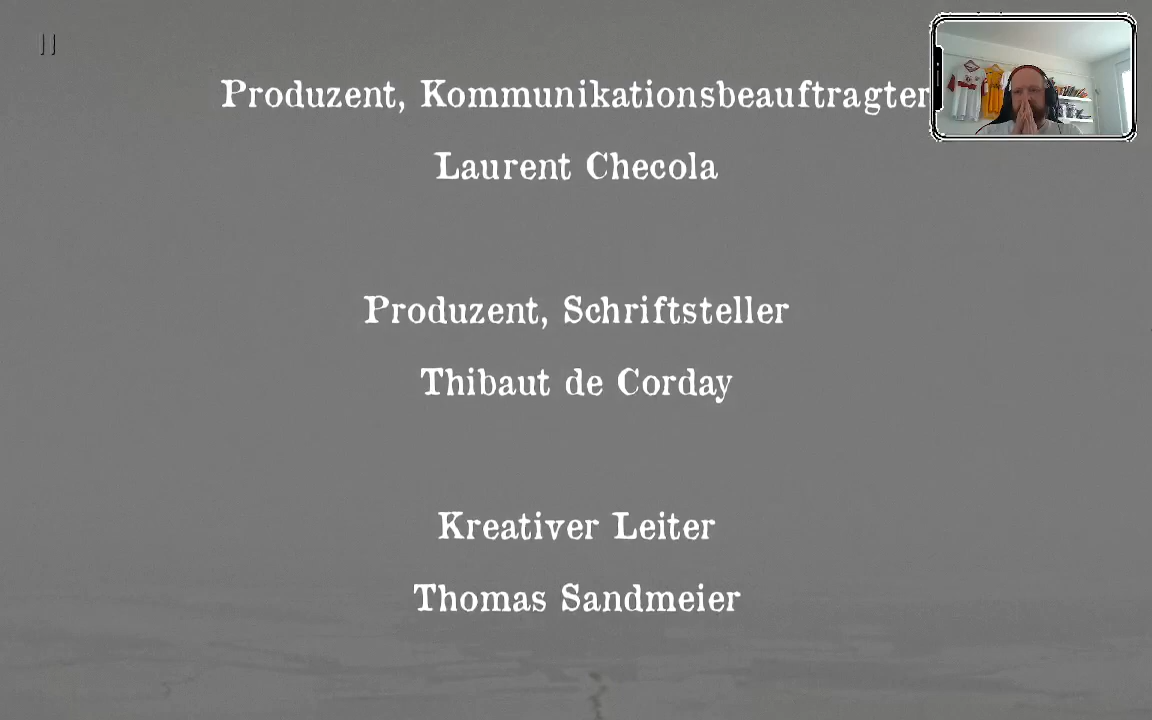 Produzent, Kommunikationsbeauftragter
Laurent Checola
Produzent, Schriftsteller
Thibaut de Corday
Kreativer Leiter
Thomas Sandmeier